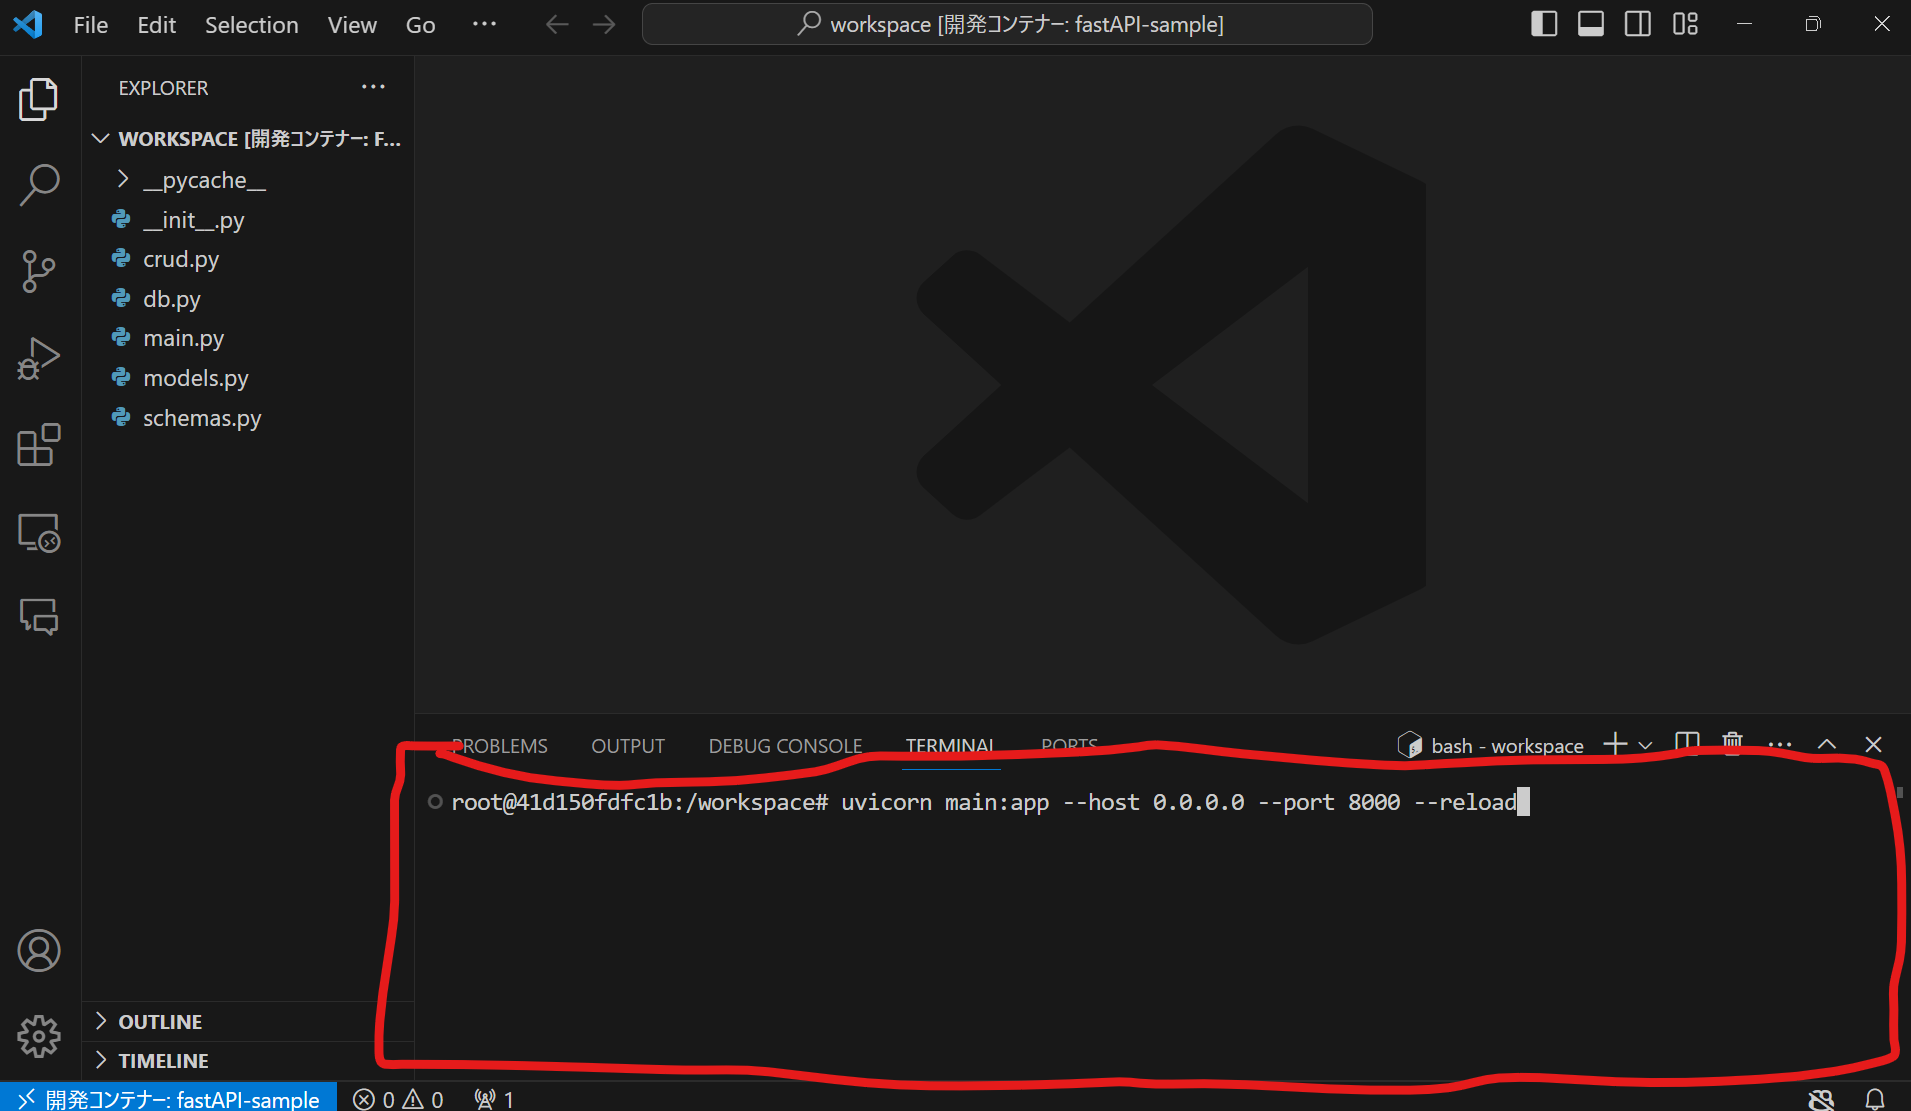 File Edit Selection View Go ···
workspace [開発コンテナー: fastAPI-sample]
EXPLORER ···
WORKSPACE [開発コンテナー: F...
__pycache__
__init__.py
crud.py
db.py
main.py
models.py
schemas.py
PROBLEMS OUTPUT DEBUG CONSOLE TERMINAL PORTS
bash - workspace
root@41d150fdfc1b:/workspace# uvicorn main:app --host 0.0.0.0 --port 8000 --reload
OUTLINE
TIMELINE
開発コンテナー: fastAPI-sample 0 0 1